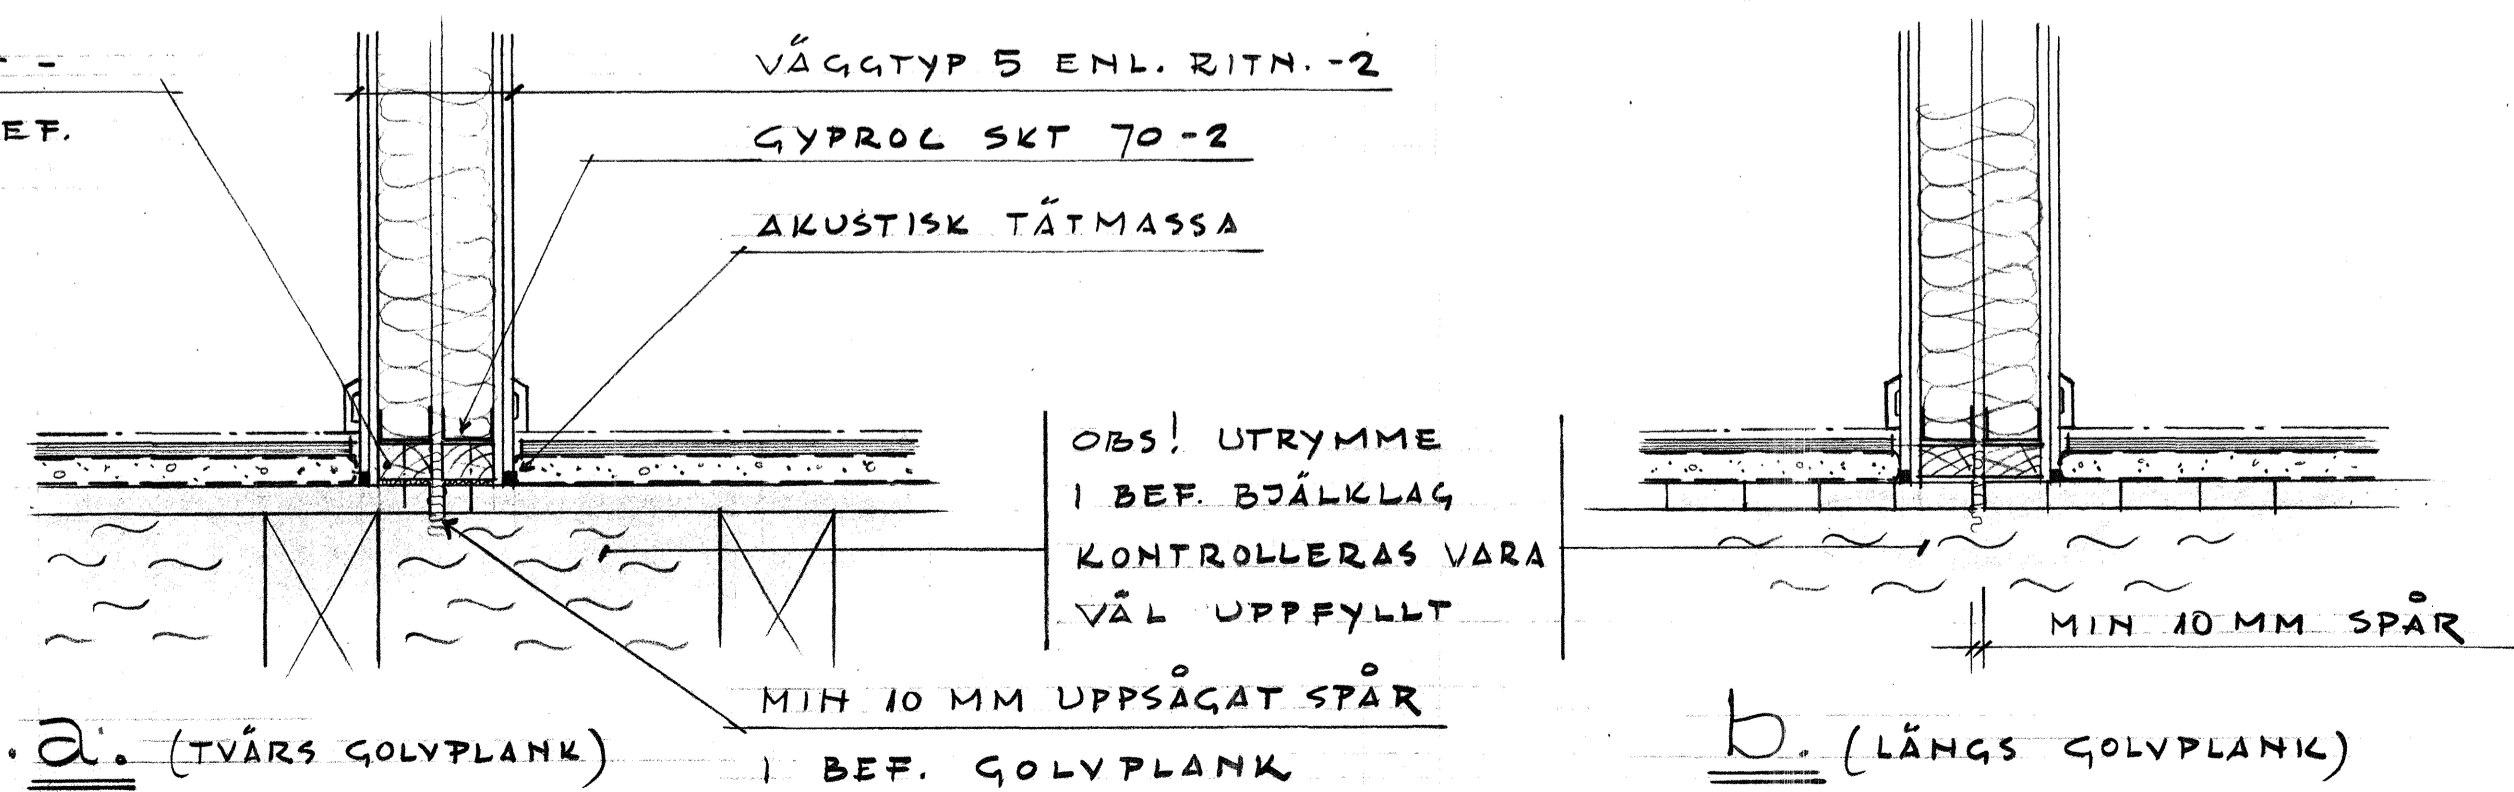 EF.
VÄGGTYP 5 ENL. RITN. -2
GYPROC SKT 70-2
AKUSTISK TÄTMASSA
OBS! UTRYMME
I BEF. BJÄLKLAG
KONTROLLERAS VARA
VÄL UPPFYLLT
MIN 10 MM UPPSÅGAT SPÅR
I BEF. GOLVPLANK
MIN 10 MM SPÅR
a. (TVÄRS GOLVPLANK)
b. (LÄNGS GOLVPLANK)